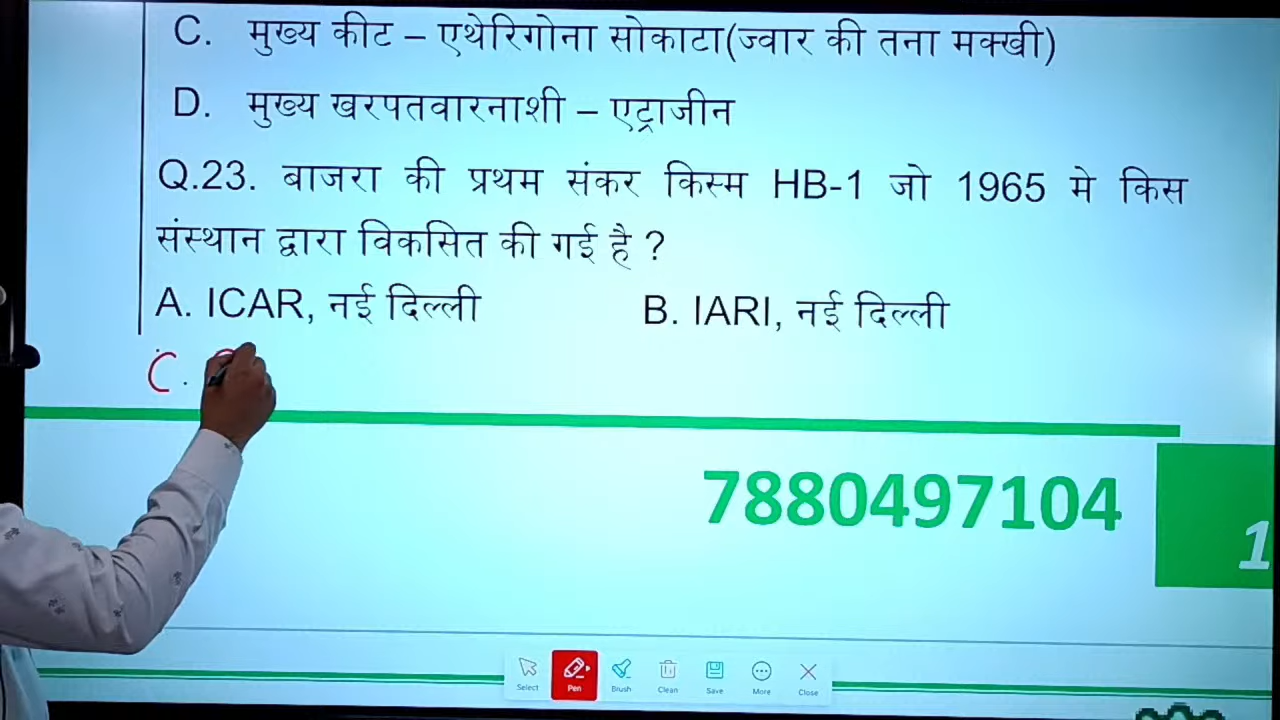 C. मुख्य कीट – एथेरिगोना सोकाटा(ज्वार की तना मक्खी)
D. मुख्य खरपतवारनाशी – एट्राजीन
Q.23. बाजरा की प्रथम संकर किस्म HB-1 जो 1965 मे किस
संस्थान द्वारा विकसित की गई है ?
A. ICAR, नई दिल्ली B. IARI, नई दिल्ली
C.
7880497104
1
Select Pen Brush Clean Save More Close